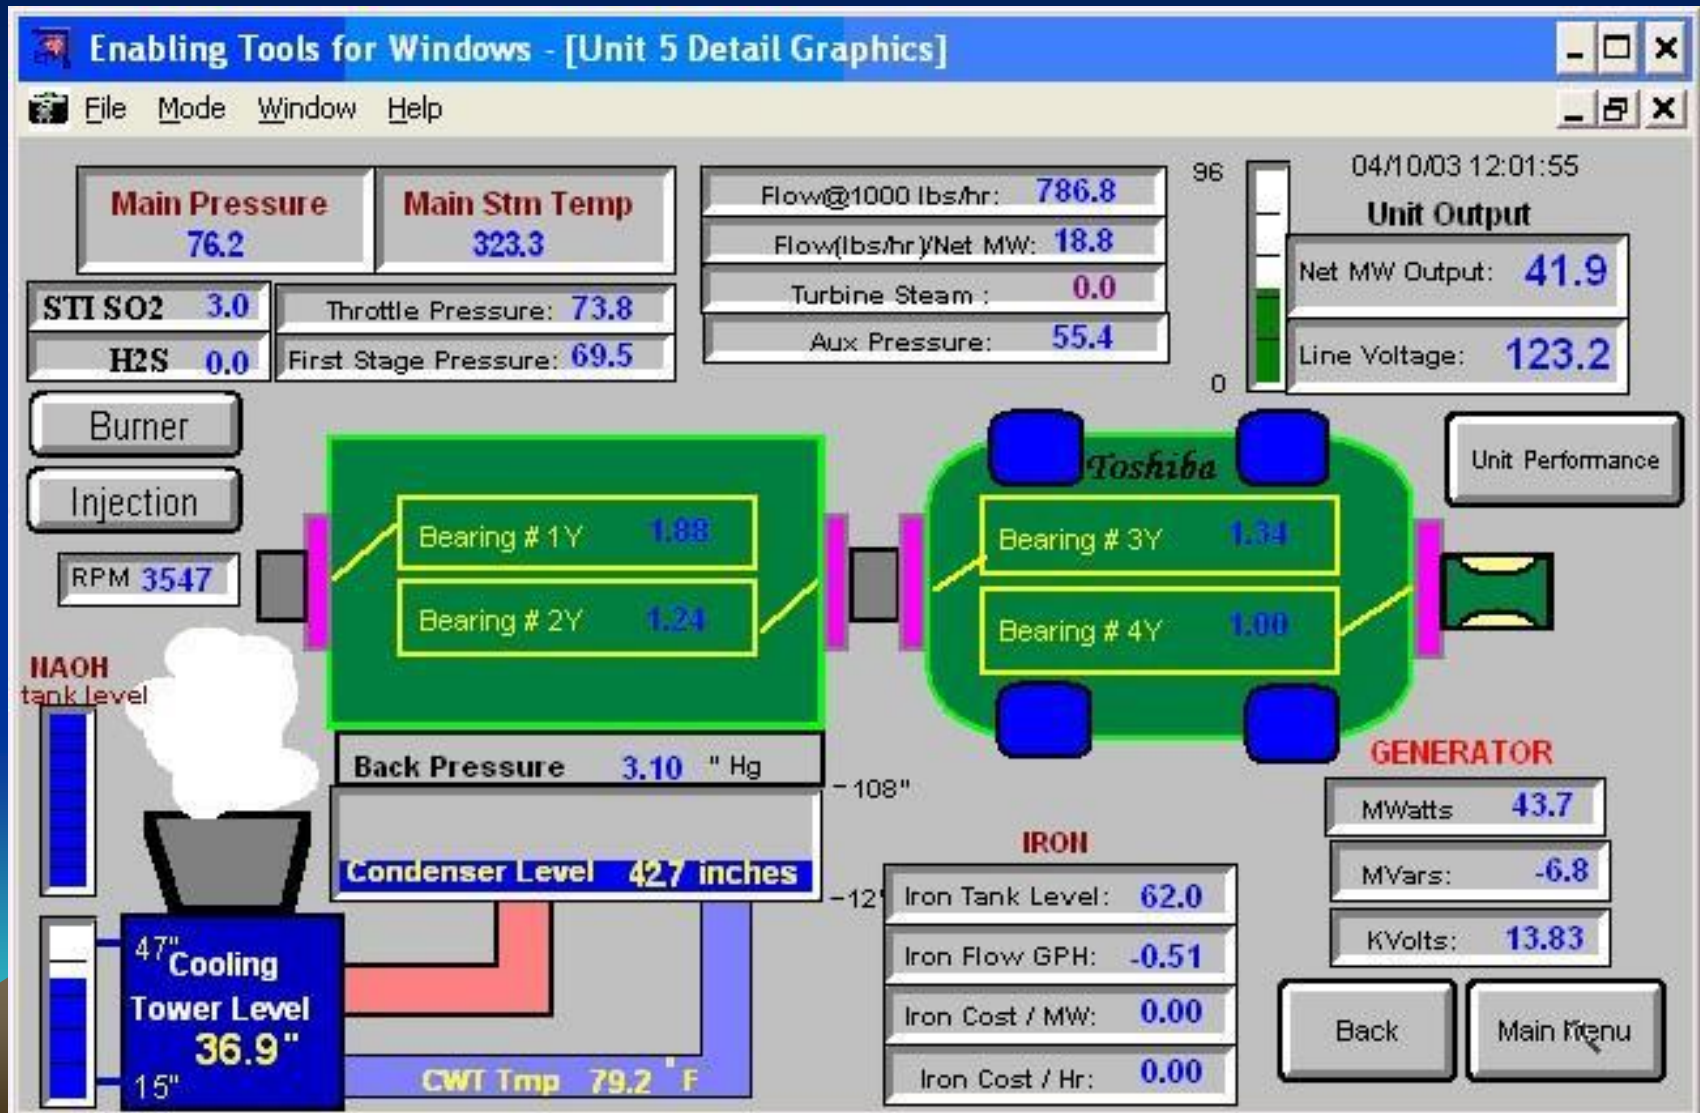 Enabling Tools for Windows - [Unit 5 Detail Graphics]
File Mode Window Help
04/10/03 12:01:55
Main Pressure
76.2
Main Stm Temp
323.3
Flow@1000 lbs/hr: 786.8
Flow(lbs/hr)/Net MW: 18.8
Turbine Steam : 0.0
Aux Pressure: 55.4
96
0
Unit Output
Net MW Output: 41.9
Line Voltage: 123.2
STI SO2 3.0
H2S 0.0
Throttle Pressure: 73.8
First Stage Pressure: 69.5
Burner
Injection
Unit Performance
Toshiba
Bearing # 1Y 1.88
Bearing # 2Y 1.24
Bearing # 3Y 1.34
Bearing # 4Y 1.00
RPM 3547
NAOH
tank level
Back Pressure 3.10 " Hg
108"
Condenser Level 42.7 inches
12"
GENERATOR
MWatts 43.7
MVars: -6.8
KVolts: 13.83
IRON
Iron Tank Level: 62.0
Iron Flow GPH: -0.51
Iron Cost / MW: 0.00
Iron Cost / Hr: 0.00
47"
Cooling
Tower Level
36.9"
15"
CWT Tmp 79.2 °F
Back
Main Menu